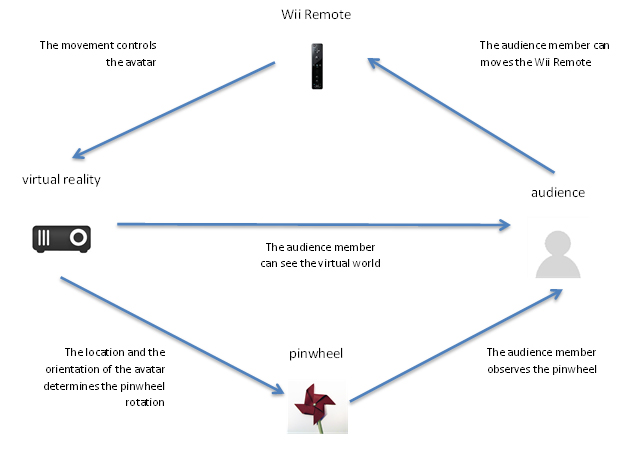 Wii Remote
The movement controls
the avatar
The audience member can
moves the Wii Remote
virtual reality
audience
The audience member
can see the virtual world
pinwheel
The location and the
orientation of the avatar
determines the pinwheel
rotation
The audience member
observes the pinwheel